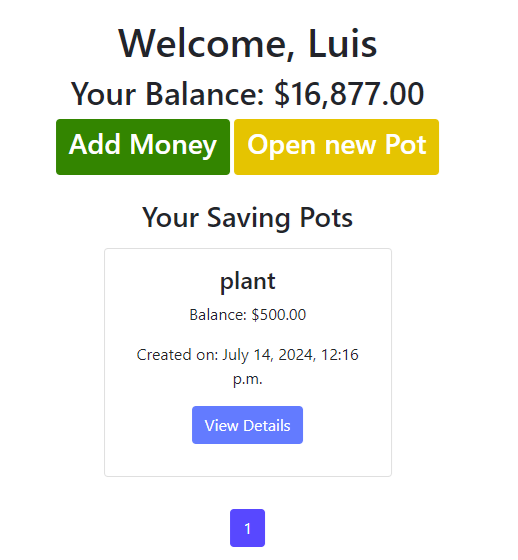 Welcome, Luis
Your Balance: $16,877.00
Add Money Open new Pot
Your Saving Pots
plant
Balance: $500.00
Created on: July 14, 2024, 12:16
p.m.
View Details
1